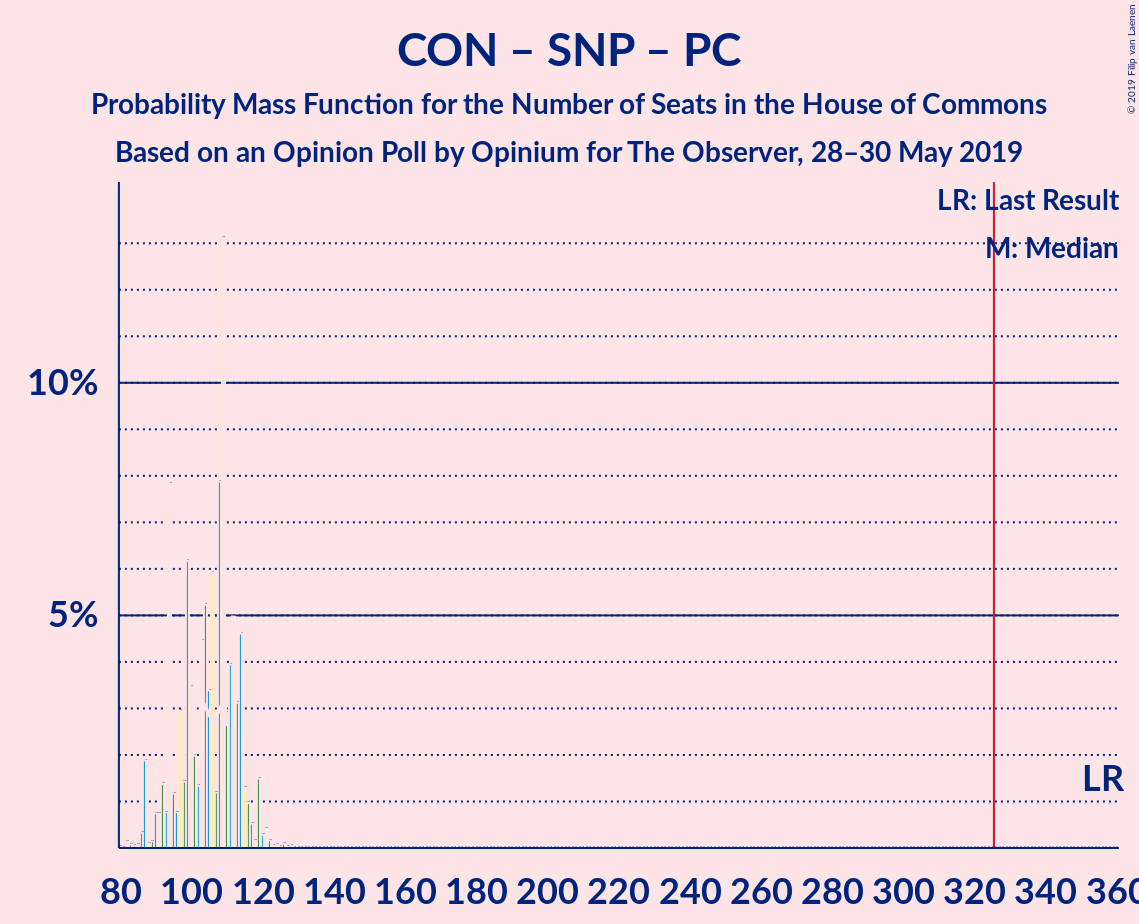 CON – SNP – PC
Probability Mass Function for the Number of Seats in the House of Commons
Based on an Opinion Poll by Opinium for The Observer, 28–30 May 2019
© 2019 Filip van Laenen
LR: Last Result
M: Median
10%
5%
LR
80 100 120 140 160 180 200 220 240 260 280 300 320 340 360